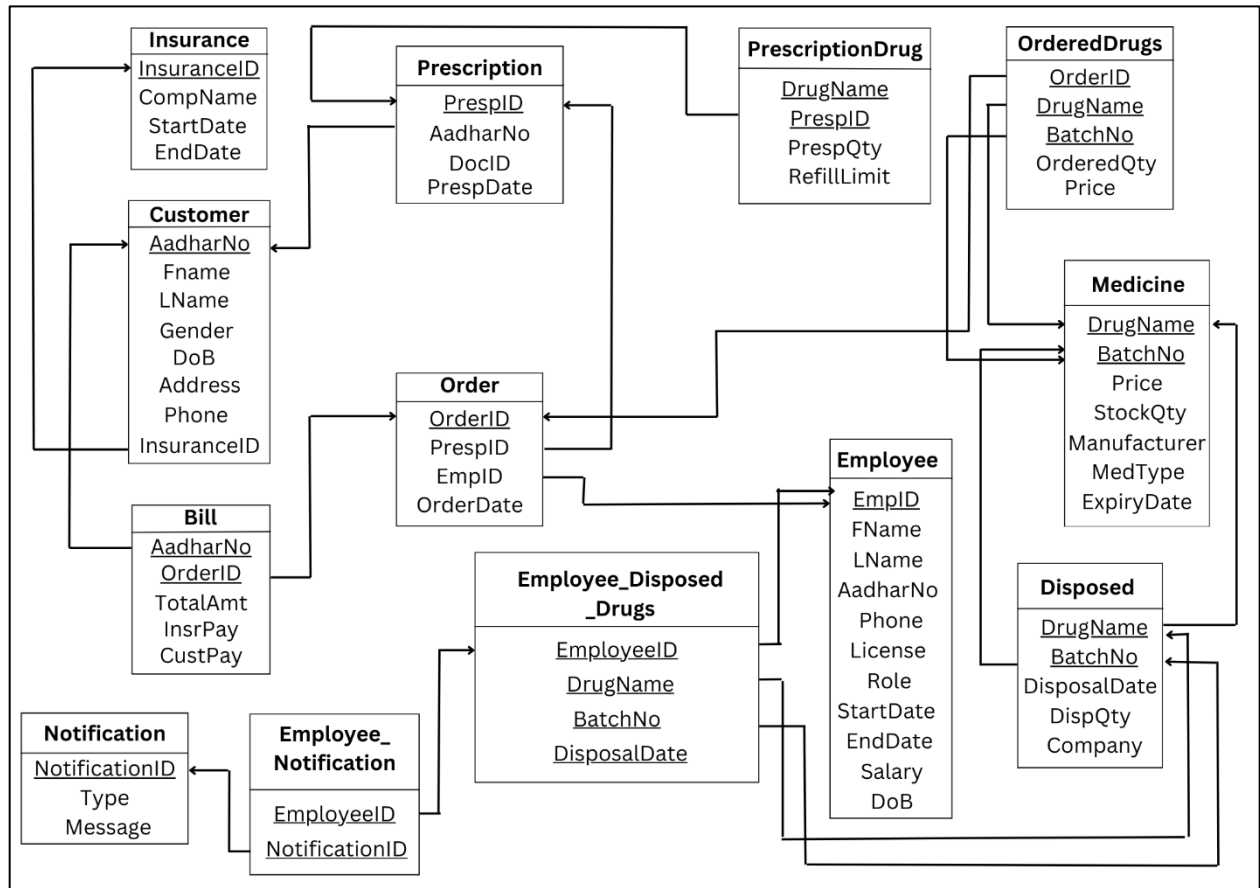 Insurance
InsuranceID
CompName
StartDate
EndDate
Prescription
PrespID
AadharNo
DocID
PrespDate
PrescriptionDrug
DrugName
PrespID
PrespQty
RefillLimit
OrderedDrugs
OrderID
DrugName
BatchNo
OrderedQty
Price
Customer
AadharNo
Fname
LName
Gender
DoB
Address
Phone
InsuranceID
Medicine
DrugName
BatchNo
Price
StockQty
Manufacturer
MedType
ExpiryDate
Order
OrderID
PrespID
EmpID
OrderDate
Employee
EmpID
FName
LName
AadharNo
Phone
License
Role
StartDate
EndDate
Salary
DoB
Bill
AadharNo
OrderID
TotalAmt
InsrPay
CustPay
Employee_Disposed
_Drugs
EmployeeID
DrugName
BatchNo
DisposalDate
Disposed
DrugName
BatchNo
DisposalDate
DispQty
Company
Notification
NotificationID
Type
Message
Employee_
Notification
EmployeeID
NotificationID